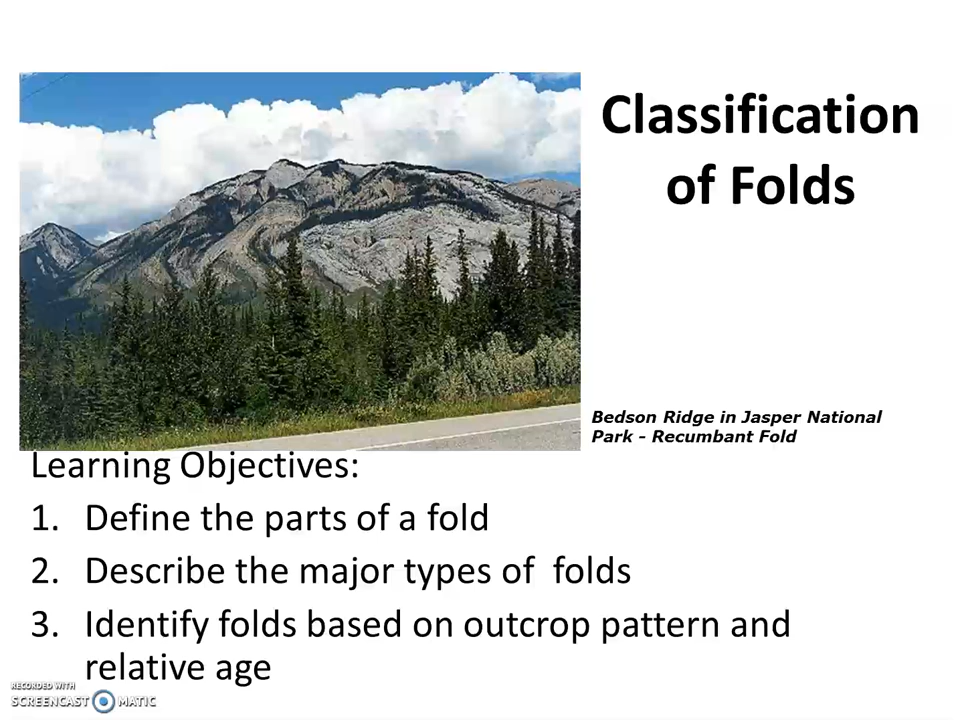 Classification
of Folds
Bedson Ridge in Jasper National
Park - Recumbant Fold
Learning Objectives:
1. Define the parts of a fold
2. Describe the major types of  folds
3. Identify folds based on outcrop pattern and
relative age
RECORDED WITH
SCREENCAST MATIC